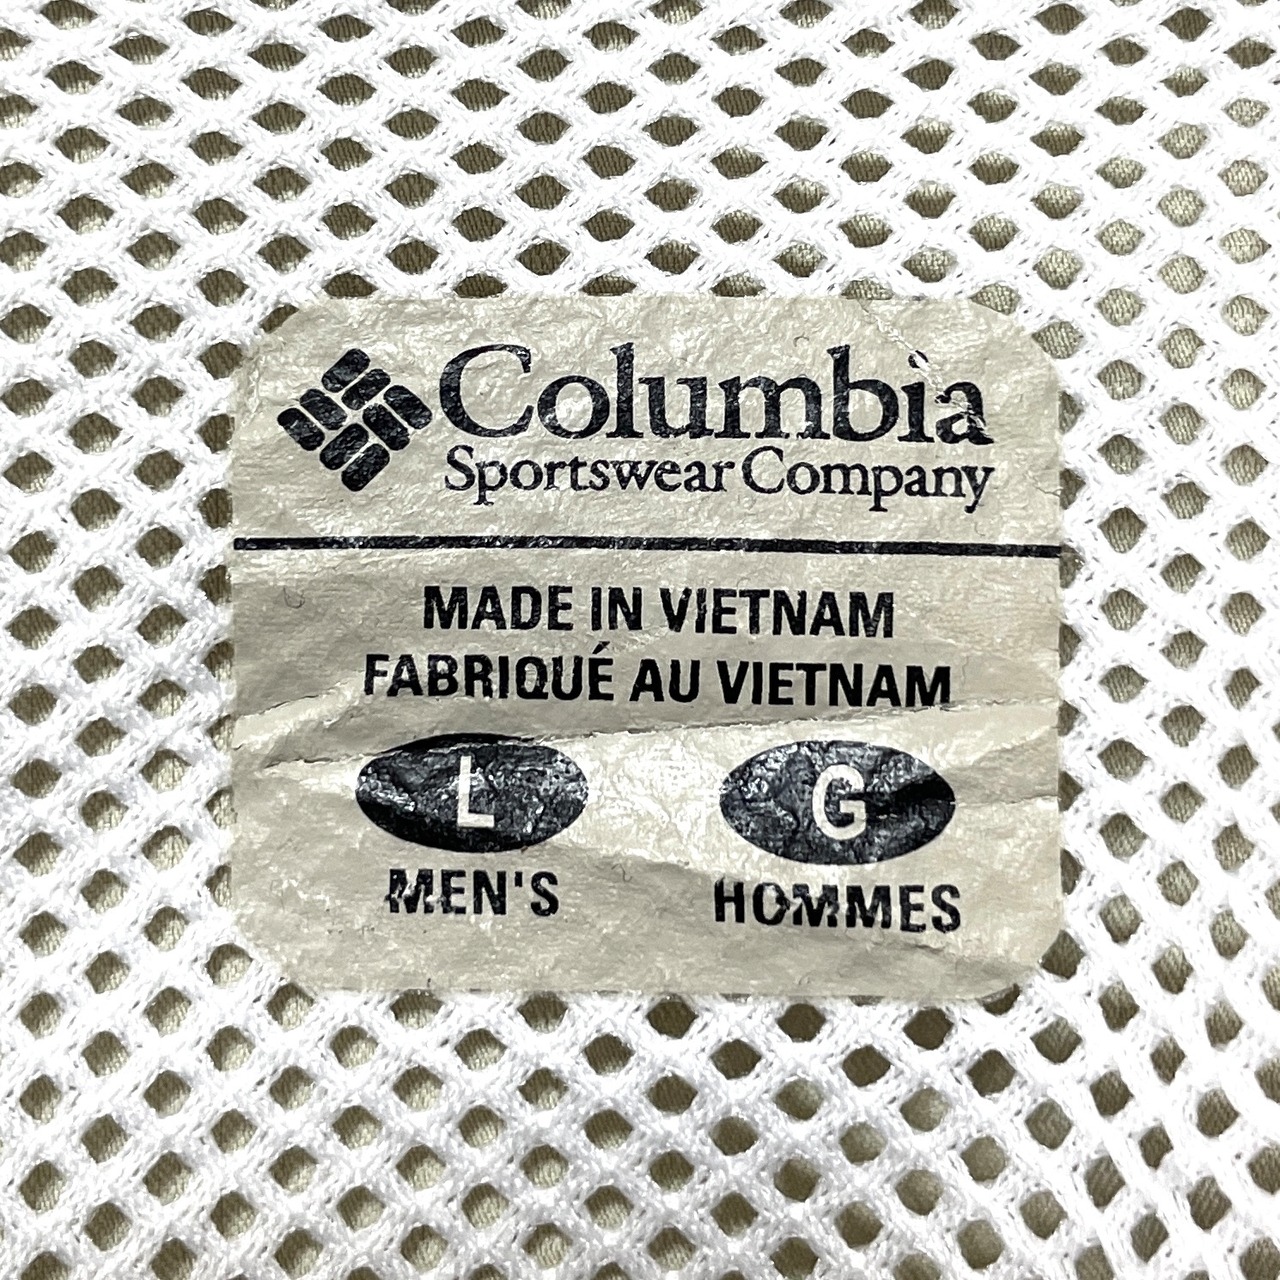 Columbia
Sportswear Company
MADE IN VIETNAM
FABRIQUÉ AU VIETNAM
L G
MEN'S HOMMES